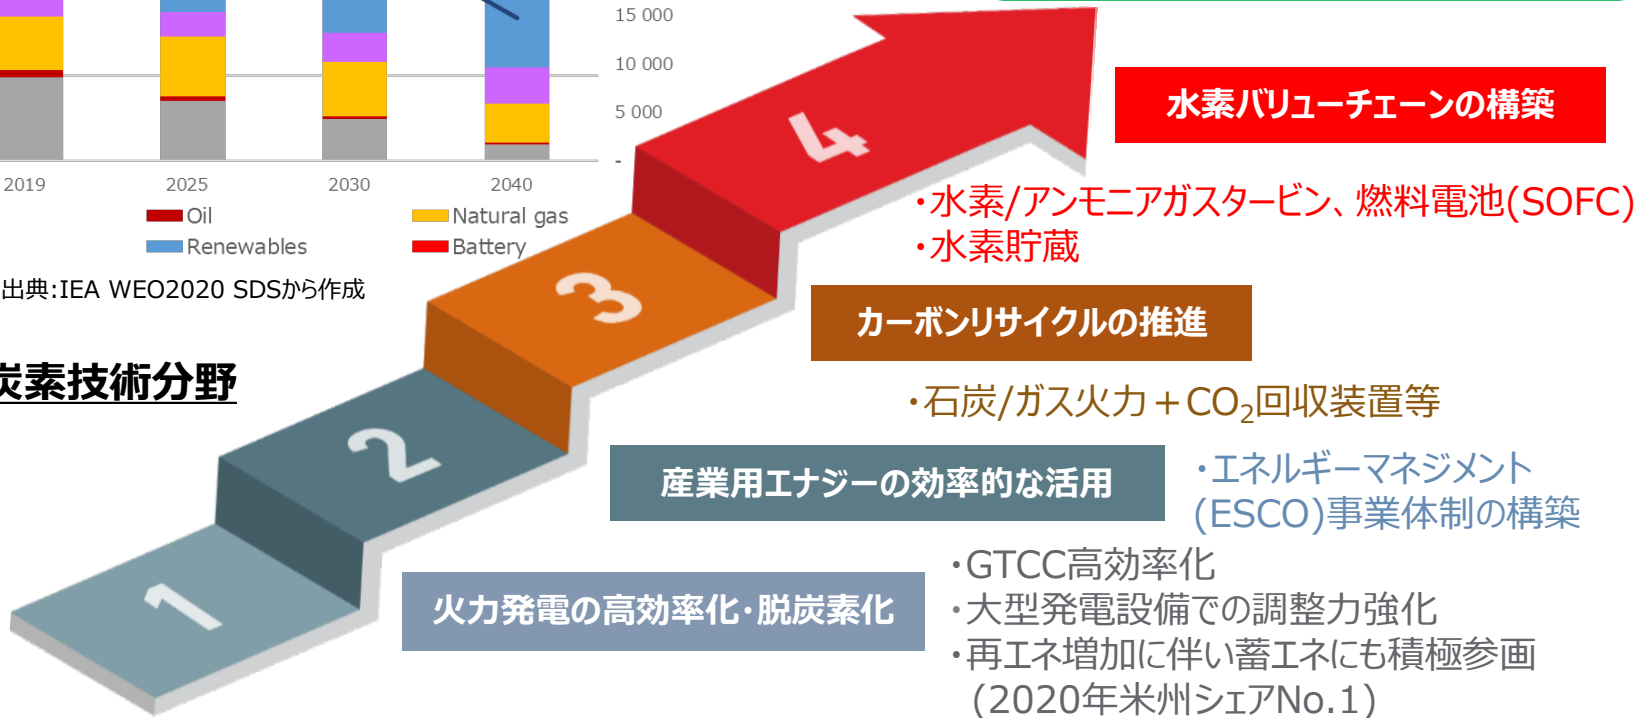 15 000
10 000
5 000
-
2019 2025 2030 2040
Oil Natural gas
Renewables Battery
出典:IEA WEO2020 SDSから作成
炭素技術分野
4
水素バリューチェーンの構築
・水素/アンモニアガスタービン、燃料電池(SOFC)
・水素貯蔵
3
カーボンリサイクルの推進
・石炭/ガス火力+CO₂回収装置等
2
産業用エナジーの効率的な活用
・エネルギーマネジメント
(ESCO)事業体制の構築
1
火力発電の高効率化・脱炭素化
・GTCC高効率化
・大型発電設備での調整力強化
・再エネ増加に伴い蓄エネにも積極参画
(2020年米州シェアNo.1)